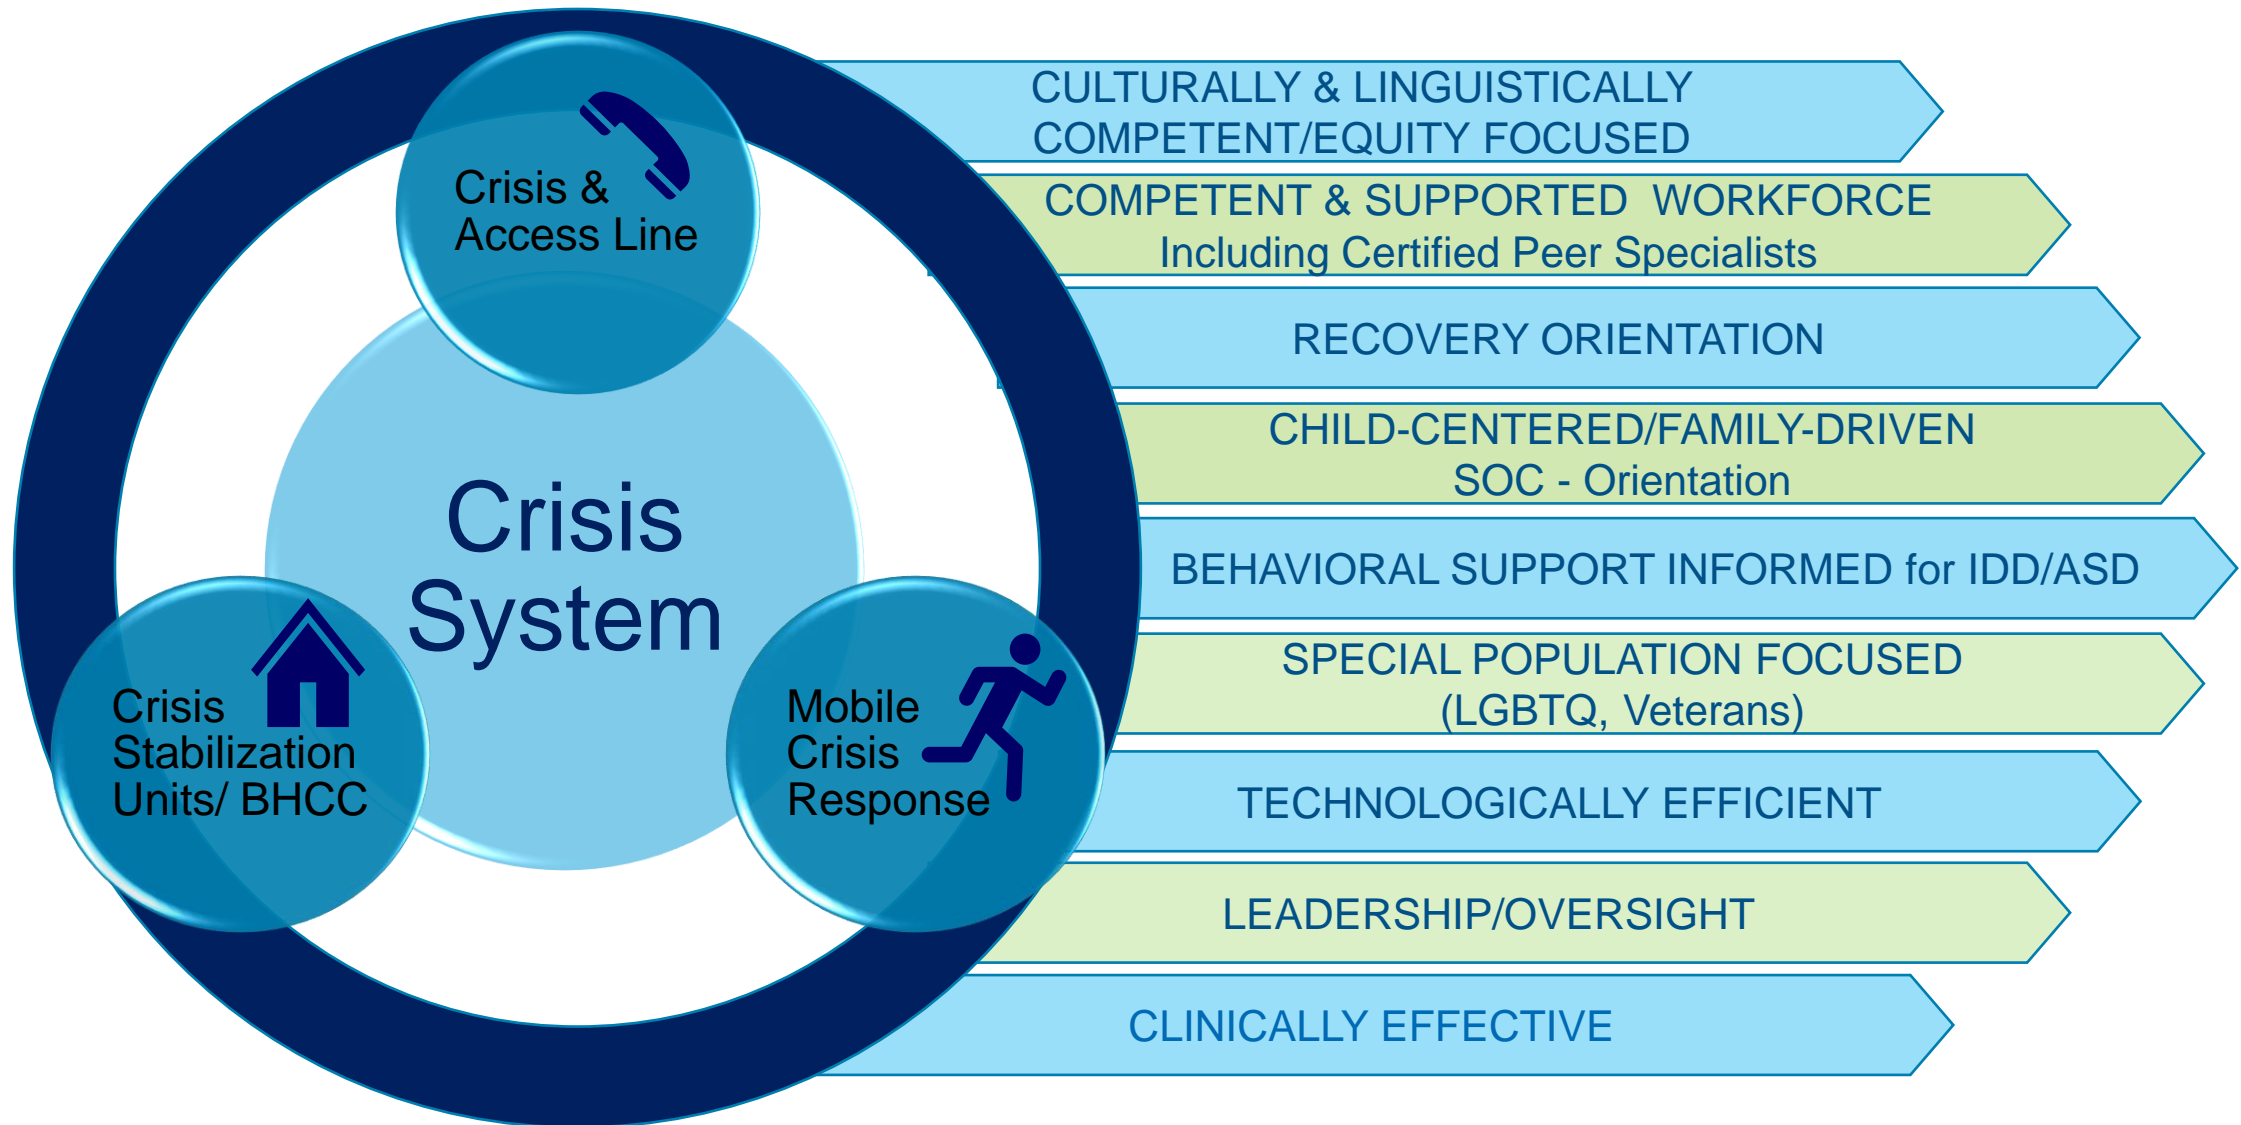 Crisis &
Access Line
Crisis
System
Crisis
Stabilization
Units/ BHCC
Mobile
Crisis
Response
CULTURALLY & LINGUISTICALLY
COMPETENT/EQUITY FOCUSED
COMPETENT & SUPPORTED  WORKFORCE
Including Certified Peer Specialists
RECOVERY ORIENTATION
CHILD-CENTERED/FAMILY-DRIVEN
SOC - Orientation
BEHAVIORAL SUPPORT INFORMED for IDD/ASD
SPECIAL POPULATION FOCUSED
(LGBTQ, Veterans)
TECHNOLOGICALLY EFFICIENT
LEADERSHIP/OVERSIGHT
CLINICALLY EFFECTIVE